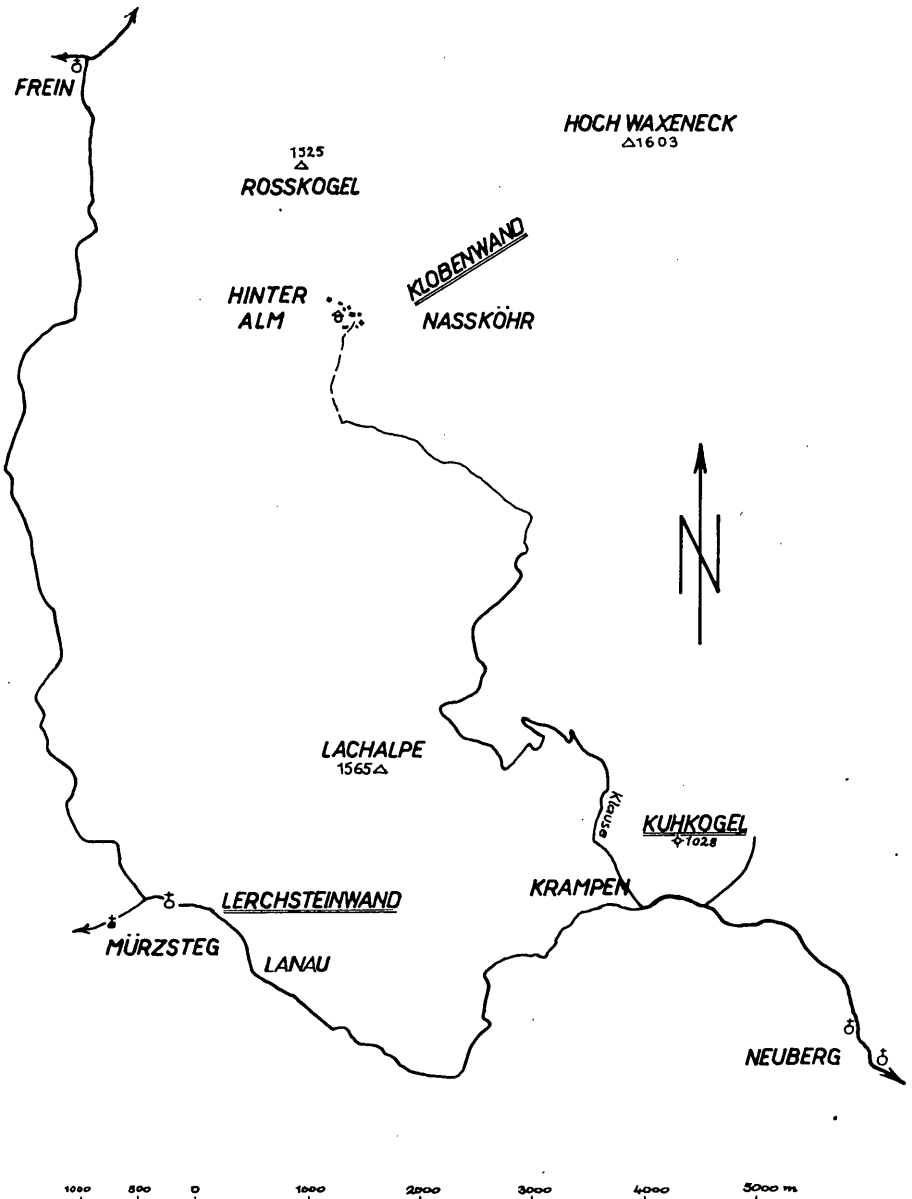 FREIN
HOCH WAXENECK
1603
1525
ROSSKOGEL
KLOBENWAND
HINTER
ALM
NASSKÖHR
N
LACHALPE
1565
Klause
KUHKOGEL
1028
KRAMPEN
LERCHSTEINWAND
MÜRZSTEG
LANAU
NEUBERG
1000 500 0 1000 2000 3000 4000 5000 m